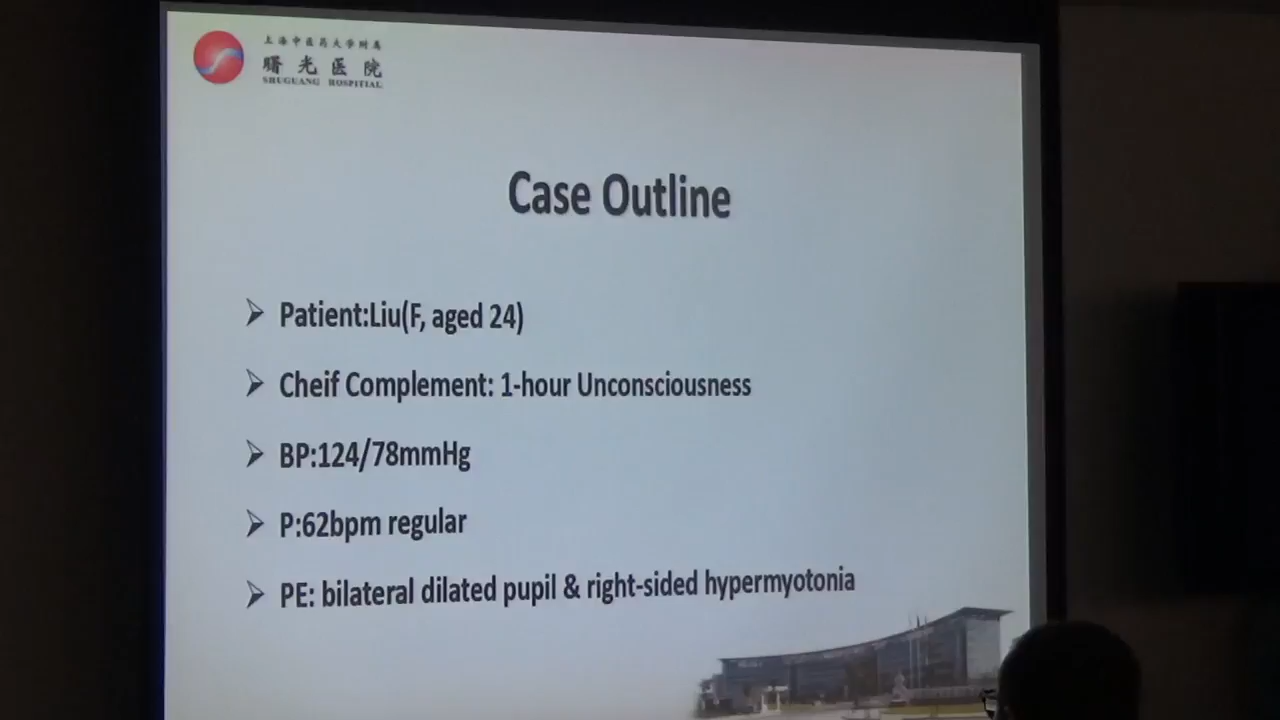 上海中医药大学附属
曙光医院
SHUGUANG HOSPITIAL
Case Outline
Patient:Liu(F, aged 24)
Cheif Complement: 1-hour Unconsciousness
BP:124/78mmHg
P:62bpm regular
PE: bilateral dilated pupil & right-sided hypermyotonia